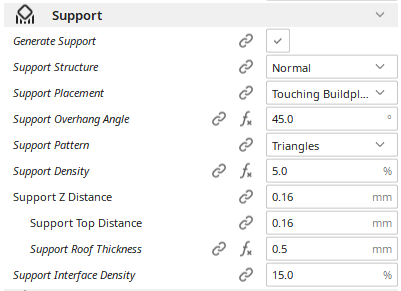 Support
Generate Support
Support Structure Normal
Support Placement Touching Buildpl...
Support Overhang Angle 45.0 °
Support Pattern Triangles
Support Density 5.0 %
Support Z Distance 0.16 mm
Support Top Distance 0.16 mm
Support Roof Thickness 0.5 mm
Support Interface Density 15.0 %